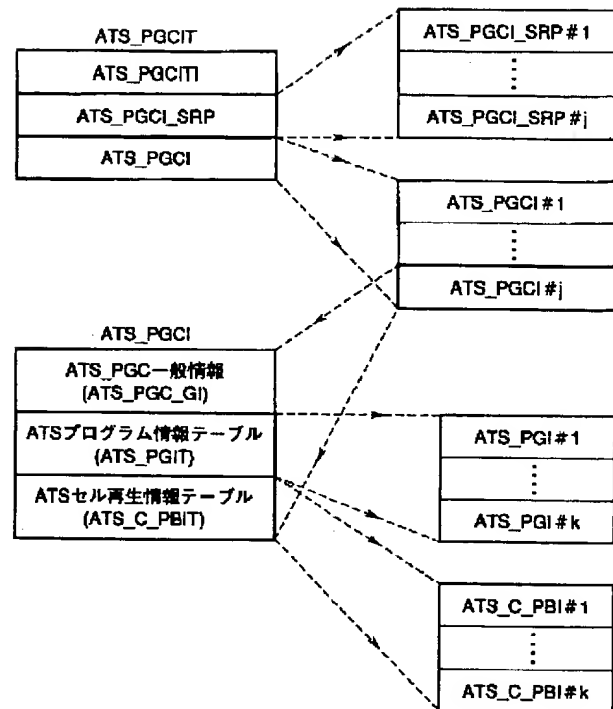 ATS_PGCIT
ATS_PGCITI
ATS_PGCI_SRP
ATS_PGCI
ATS_PGCI_SRP#1
ATS_PGCI_SRP#j
ATS_PGCI#1
ATS_PGCI#j
ATS_PGCI
ATS_PGC一般情報
(ATS_PGC_GI)
ATSプログラム情報テーブル
(ATS_PGIT)
ATSセル再生情報テーブル
(ATS_C_PBIT)
ATS_PGI#1
ATS_PGI#k
ATS_C_PBI#1
ATS_C_PBI#k